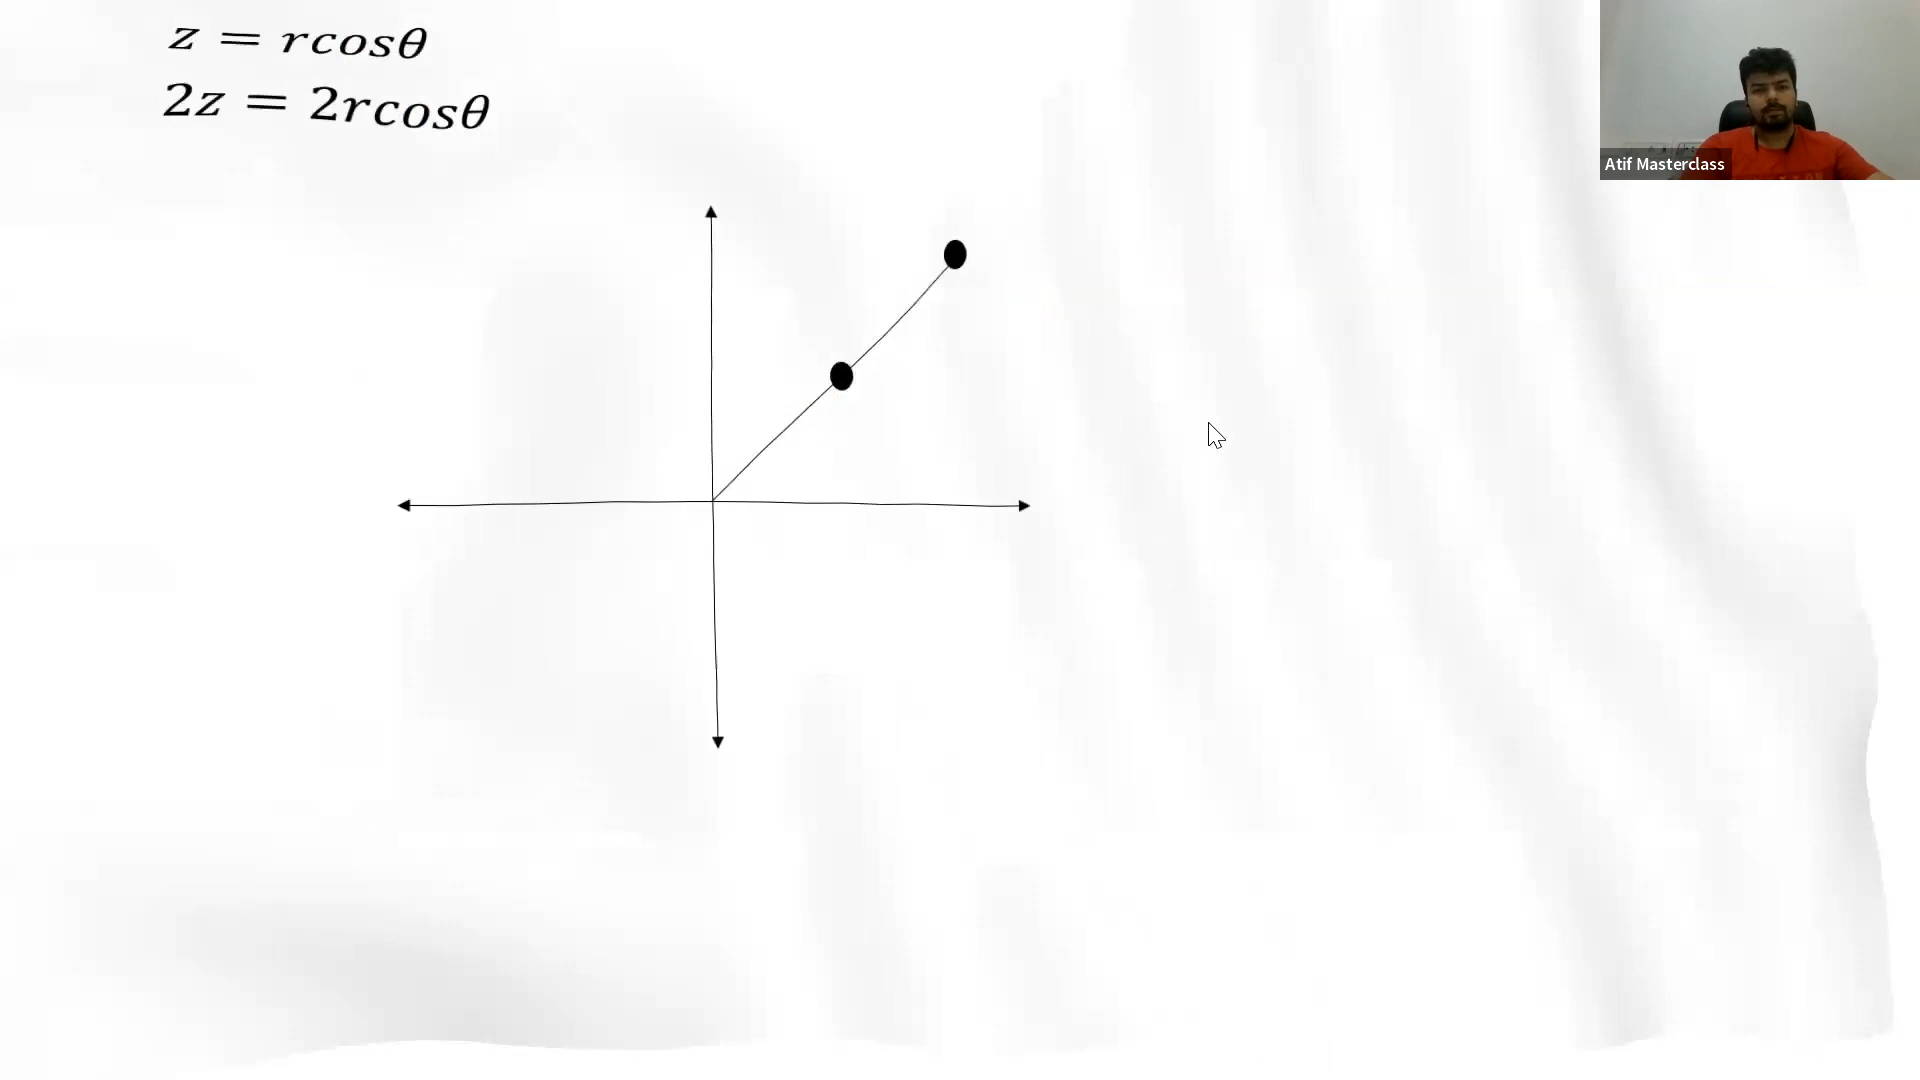 z = rcosθ
2z = 2rcosθ
Atif Masterclass